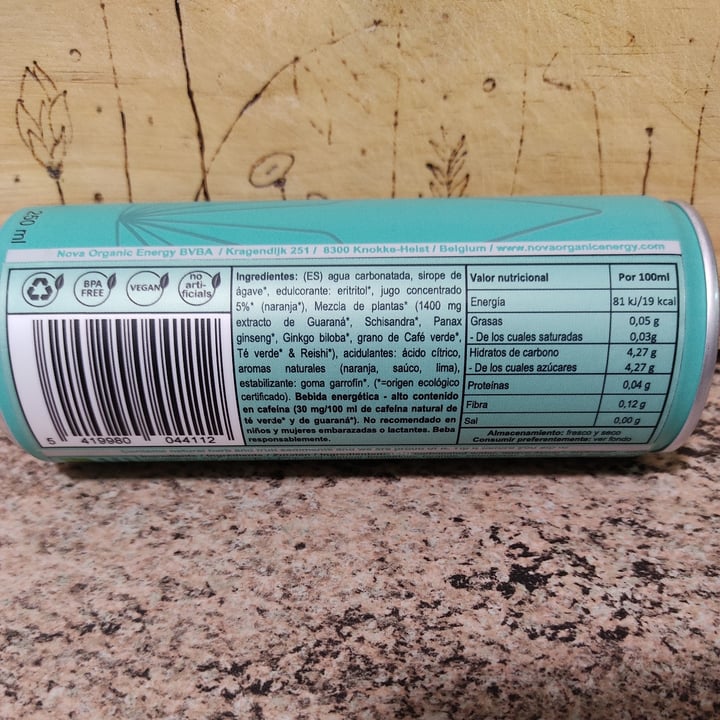 250 ml
Nova Organic Energy BVBA / Kragendijk 251 / 8300 Knokke-Heist / Belgium / www.novaorganicenergy.com
BPA
FREE
VEGAN
no
arti-
ficials
Ingredientes: (ES) agua carbonatada, sirope de
ágave*, edulcorante: eritritol*, jugo concentrado
5%* (naranja*), Mezcla de plantas* (1400 mg
extracto de Guaraná*, Schisandra*, Panax
ginseng*, Ginkgo biloba*, grano de Café verde*,
Té verde* & Reishi*), acidulantes: ácido cítrico,
aromas naturales (naranja, saúco, lima),
estabilizante: goma garrofín*. (*=origen ecológico
certificado). Bebida energética - alto contenido
en cafeína (30 mg/100 ml de cafeína natural de
té verde* y de guaraná*). No recomendado en
niños y mujeres embarazadas o lactantes. Beba
responsablemente.
Valor nutricional Por 100ml
Energía 81 kJ/19 kcal
Grasas 0,05 g
- De los cuales saturadas 0,03g
Hidratos de carbono 4,27 g
- De los cuales azúcares 4,27 g
Proteínas 0,04 g
Fibra 0,12 g
Sal 0,00 g
Almacenamiento: fresco y seco
Consumir preferentemente: ver fondo
5 419980 044112